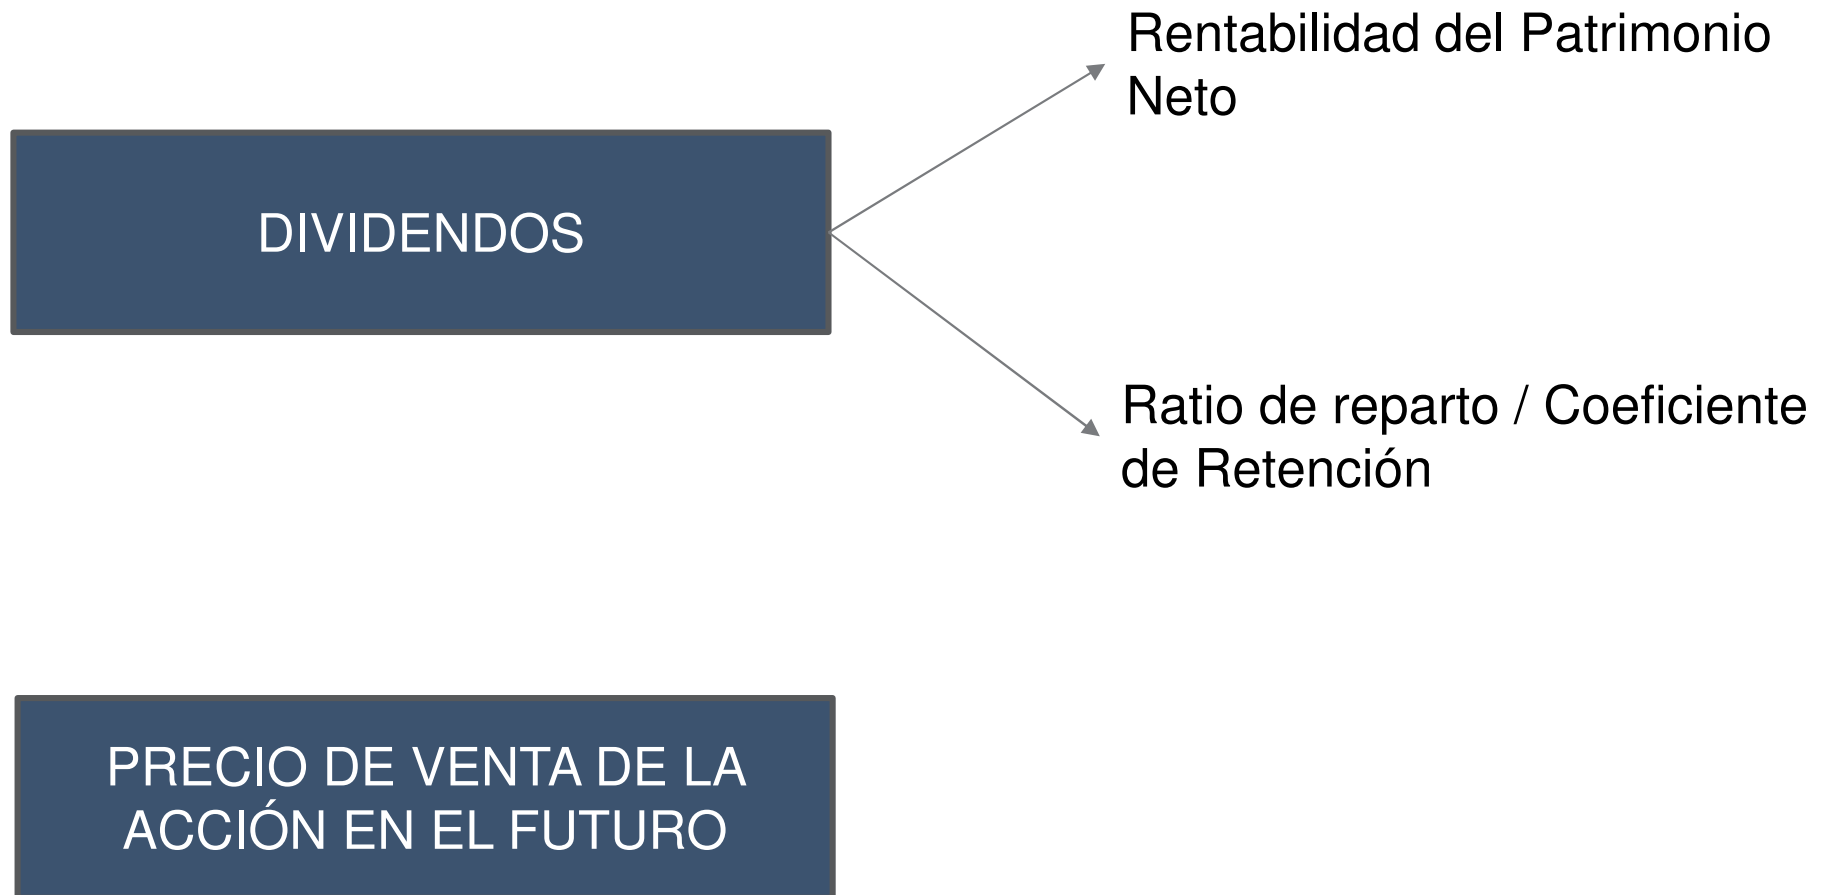 Rentabilidad del Patrimonio
Neto
DIVIDENDOS
Ratio de reparto / Coeficiente
de Retención
PRECIO DE VENTA DE LA
ACCIÓN EN EL FUTURO